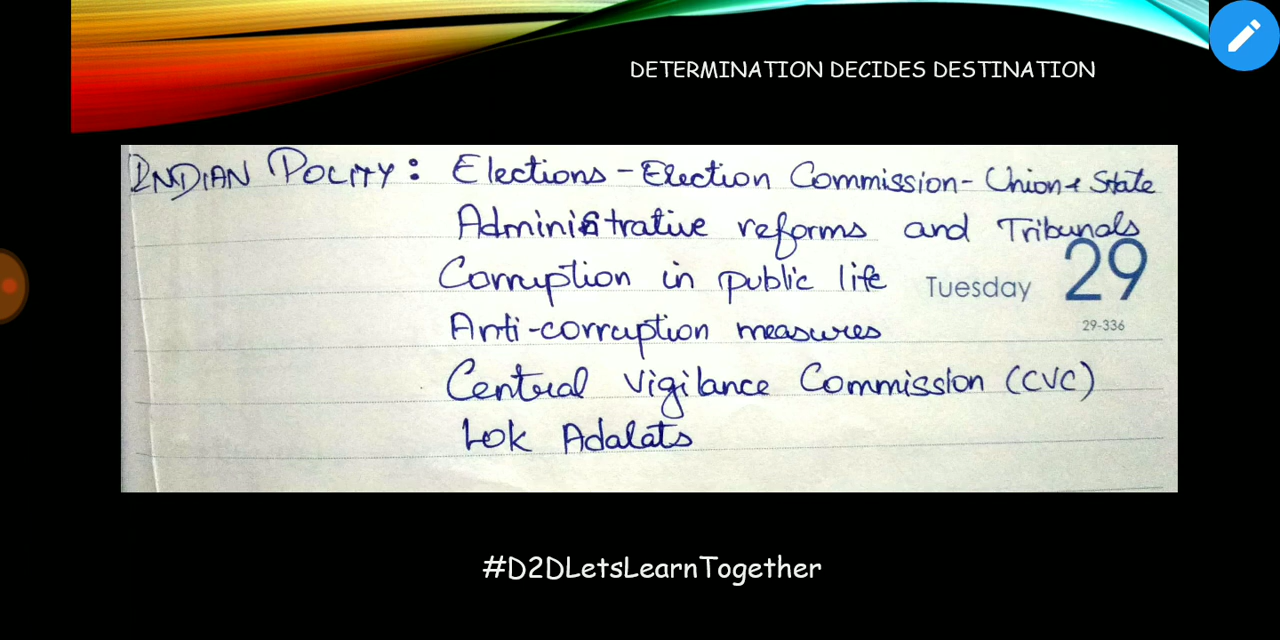 DETERMINATION DECIDES DESTINATION
INDIAN POLITY: Elections - Election Commission - Union & State
Administrative reforms and Tribunals
Corruption in public life
Tuesday 29
Anti-corruption measures
29-336
Central Vigilance Commission (CVC)
Lok Adalats
#D2DLetsLearnTogether